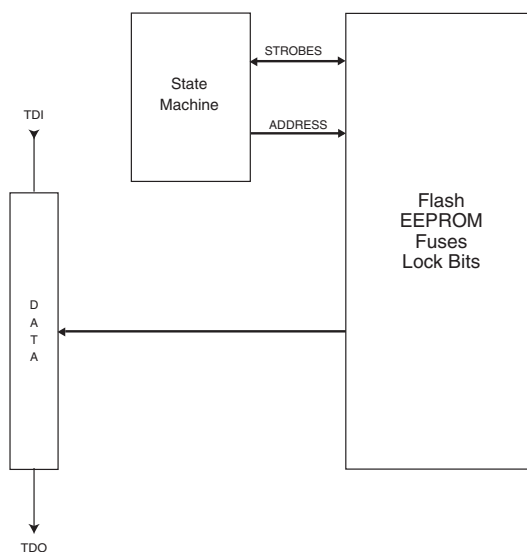 STROBES
State
Machine
ADDRESS
TDI
Flash
EEPROM
Fuses
Lock Bits
D
A
T
A
TDO